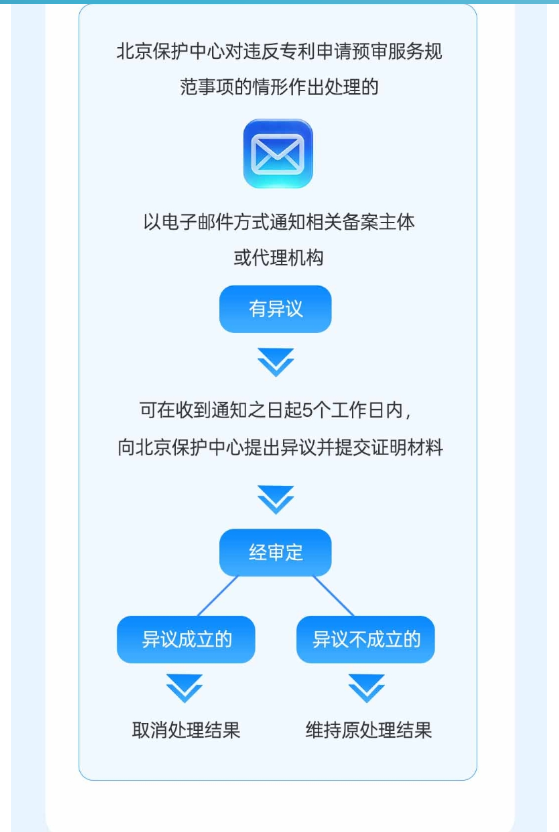 北京保护中心对违反专利申请预审服务规
范事项的情形作出处理的
以电子邮件方式通知相关备案主体
或代理机构
有异议
可在收到通知之日起5个工作日内，
向北京保护中心提出异议并提交证明材料
经审定
异议成立的
异议不成立的
取消处理结果
维持原处理结果